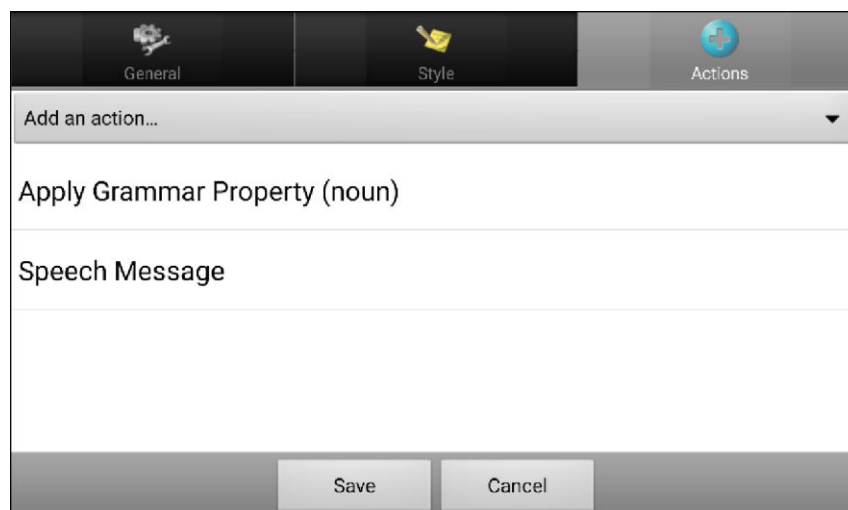 General Style Actions
Add an action...
Apply Grammar Property (noun)
Speech Message
Save Cancel